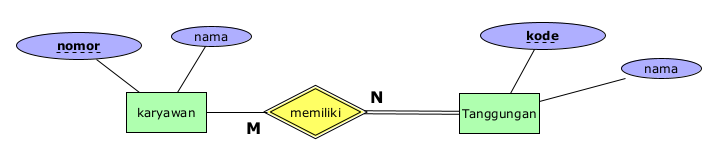 nomor
nama
kode
nama
karyawan
M
memiliki
N
Tanggungan